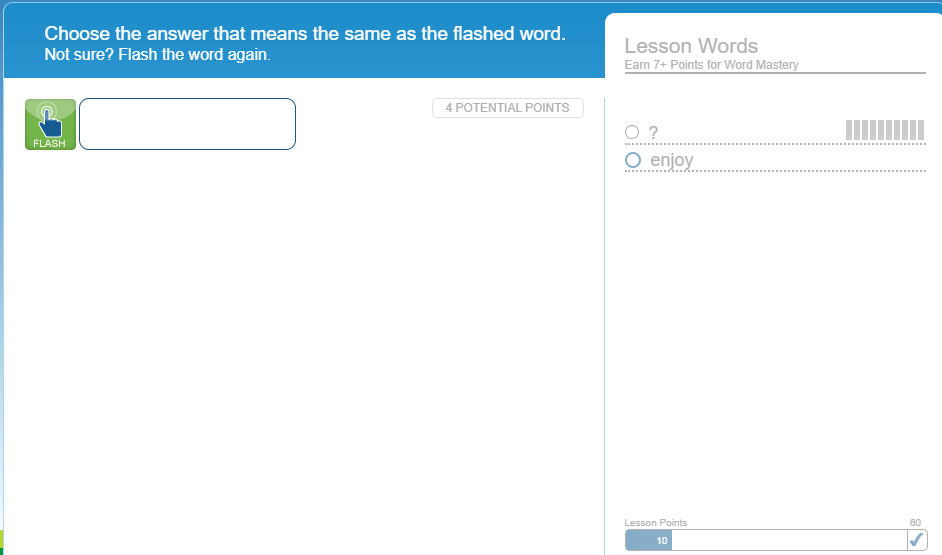 Choose the answer that means the same as the flashed word.
Not sure? Flash the word again.
FLASH
4 POTENTIAL POINTS
Lesson Words
Earn 7+ Points for Word Mastery
?
enjoy
Lesson Points 60
10